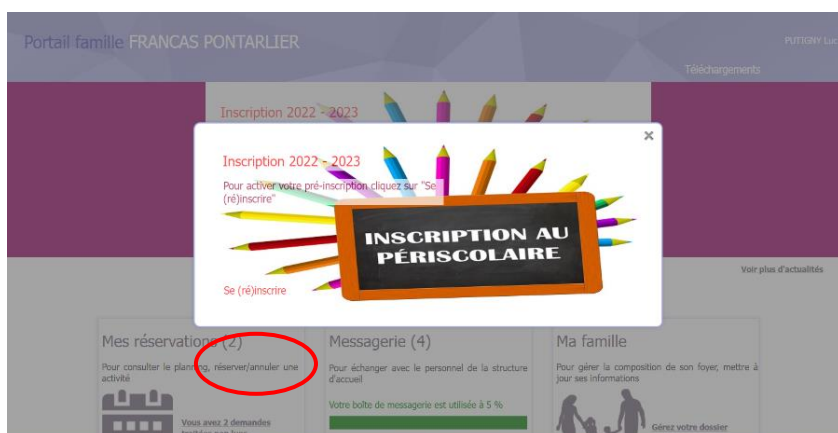 Portail famille FRANCAS PONTARLIER
PUTIGNY Luc
Téléchargements
Inscription 2022 - 2023
Inscription 2022 - 2023
Pour activer votre pré-inscription cliquez sur "Se
(ré)inscrire"
INSCRIPTION AU
PÉRISCOLAIRE
Se (ré)inscrire
Voir plus d'actualités
Mes réservations (2)
Pour consulter le planning, réserver/annuler une
activité
Vous avez 2 demandes
traitées non lues
Messagerie (4)
Pour échanger avec le personnel de la structure
d'accueil
Votre boîte de messagerie est utilisée à 5 %
Ma famille
Pour gérer la composition de son foyer, mettre à
jour ses informations
Gérez votre dossier